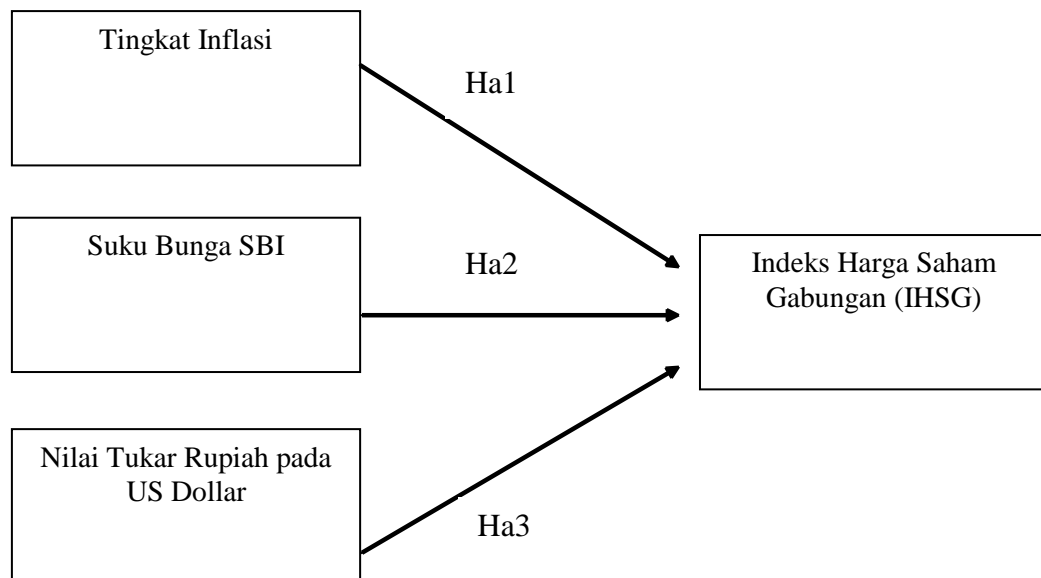 Tingkat Inflasi
Ha1
Suku Bunga SBI
Ha2
Indeks Harga Saham
Gabungan (IHSG)
Nilai Tukar Rupiah pada
US Dollar
Ha3